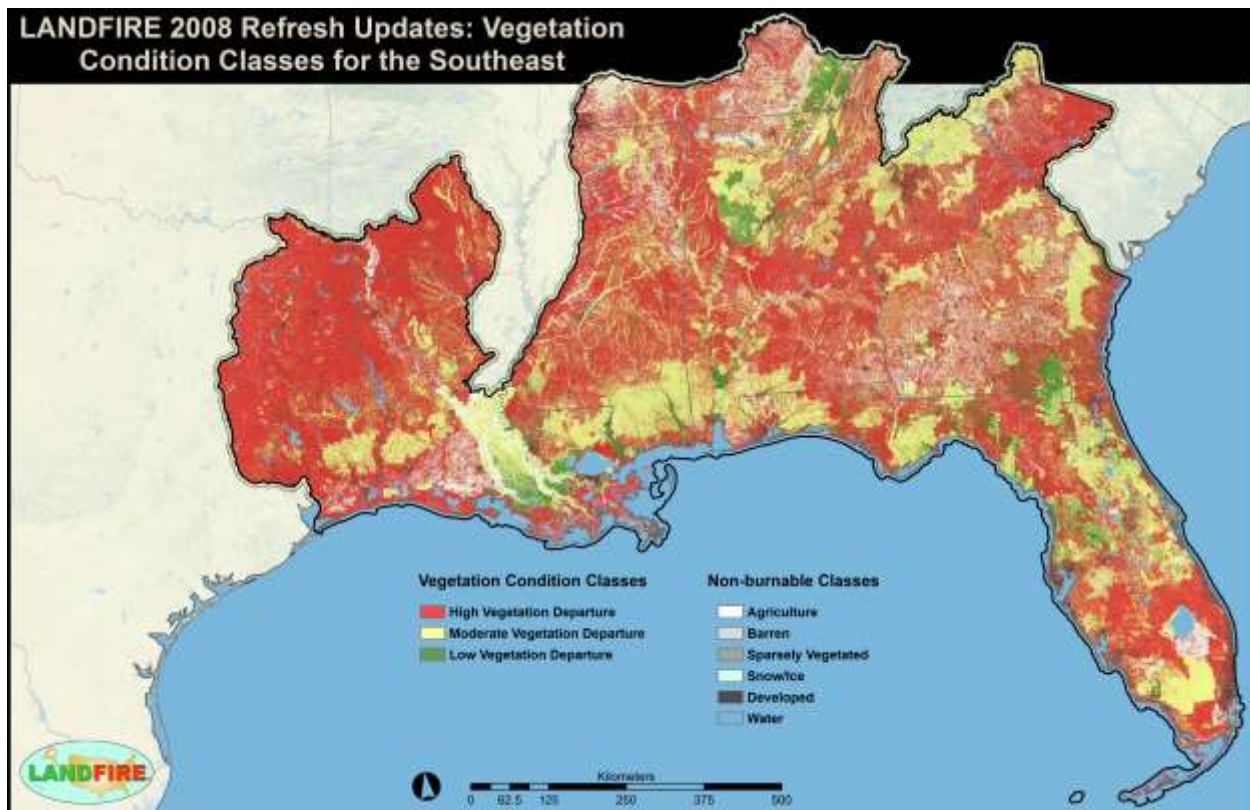 LANDFIRE 2008 Refresh Updates: Vegetation
Condition Classes for the Southeast
Vegetation Condition Classes
High Vegetation Departure
Moderate Vegetation Departure
Low Vegetation Departure
Non-burnable Classes
Agriculture
Barren
Sparsely Vegetated
Snow/Ice
Developed
Water
LANDFIRE
Kilometers
0 62.5 125 250 375 500